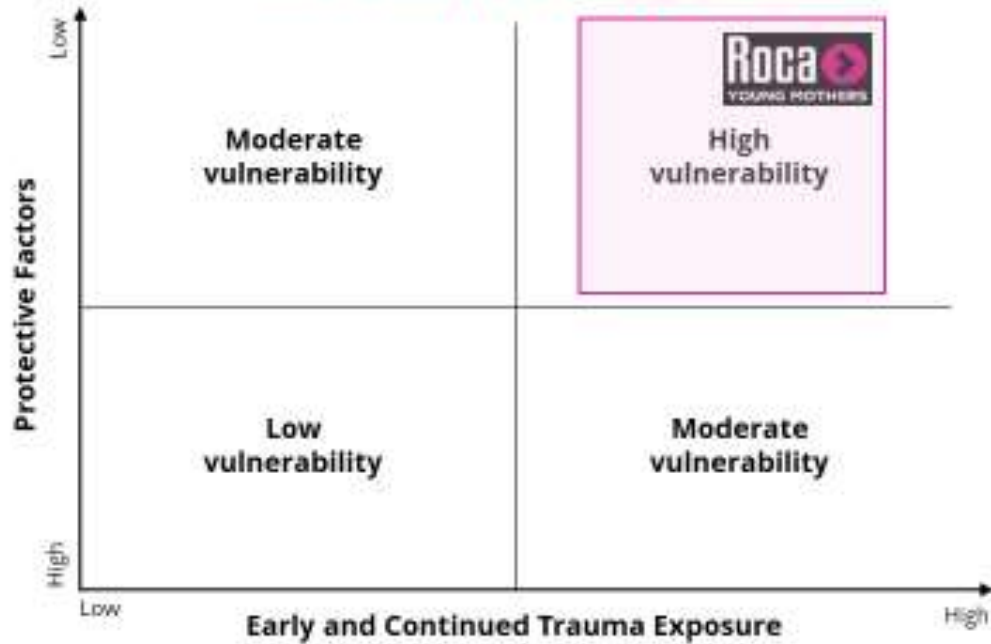 Low
Roca
YOUNG MOTHERS
Moderate
vulnerability
High
vulnerability
Protective Factors
Low
vulnerability
Moderate
vulnerability
High
Low
Early and Continued Trauma Exposure
High